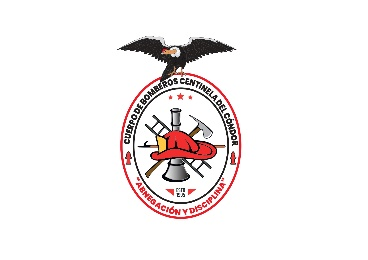 CUERPO DE BOMBEROS CENTINELA DEL CÓNDOR
"ABNEGACIÓN Y DISCIPLINA"